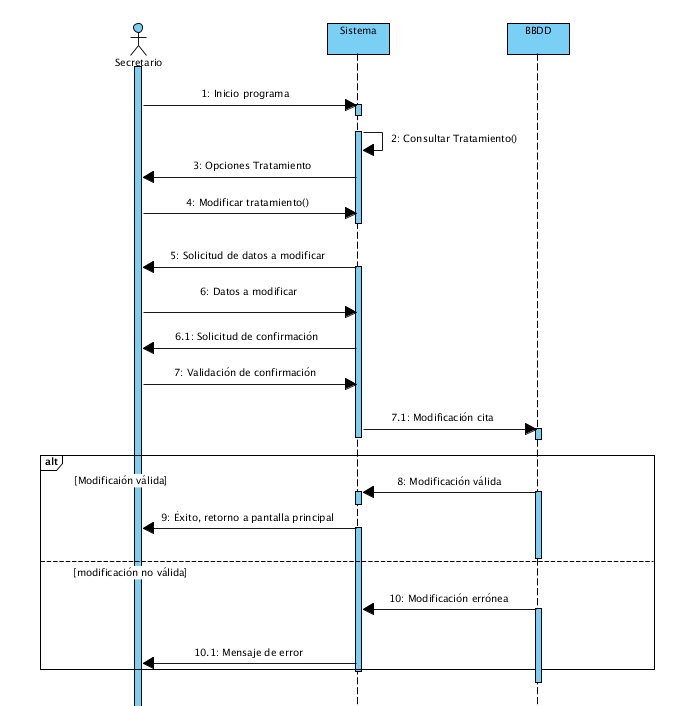 Sistema
BBDD
Secretario
1: Inicio programa
2: Consultar Tratamiento()
3: Opciones Tratamiento
4: Modificar tratamiento()
5: Solicitud de datos a modificar
6: Datos a modificar
6.1: Solicitud de confirmación
7: Validación de confirmación
7.1: Modificación cita
alt
[Modificaión válida]
8: Modificación válida
9: Éxito, retorno a pantalla principal
[modificación no válida]
10: Modificación errónea
10.1: Mensaje de error